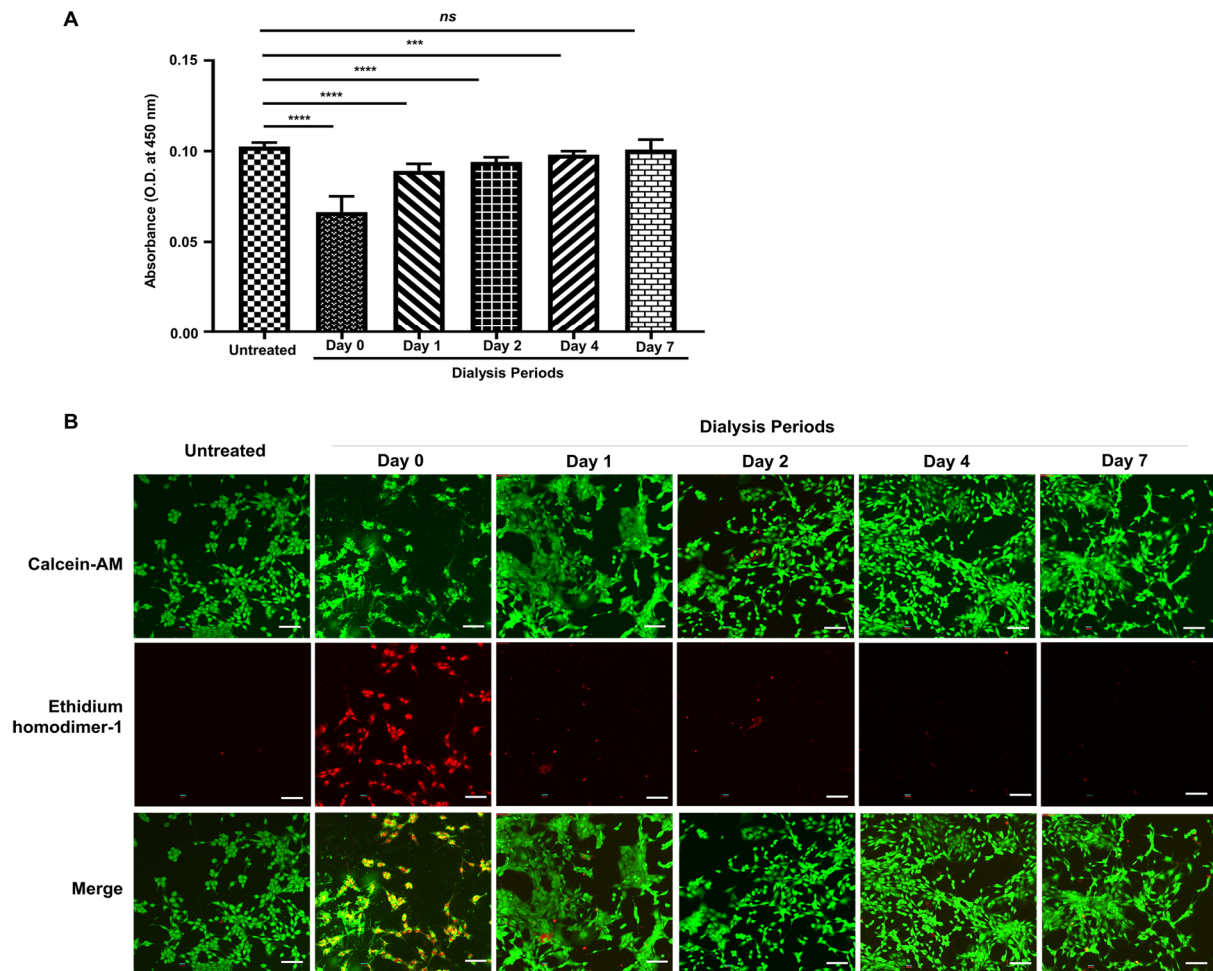 A
ns
***
****
****
****
Absorbance (O.D. at 450 nm)
0.15
0.10
0.05
0.00
Untreated
Day 0
Day 1
Day 2
Day 4
Day 7
Dialysis Periods
B
Dialysis Periods
Untreated
Day 0
Day 1
Day 2
Day 4
Day 7
Calcein-AM
Ethidium
homodimer-1
Merge